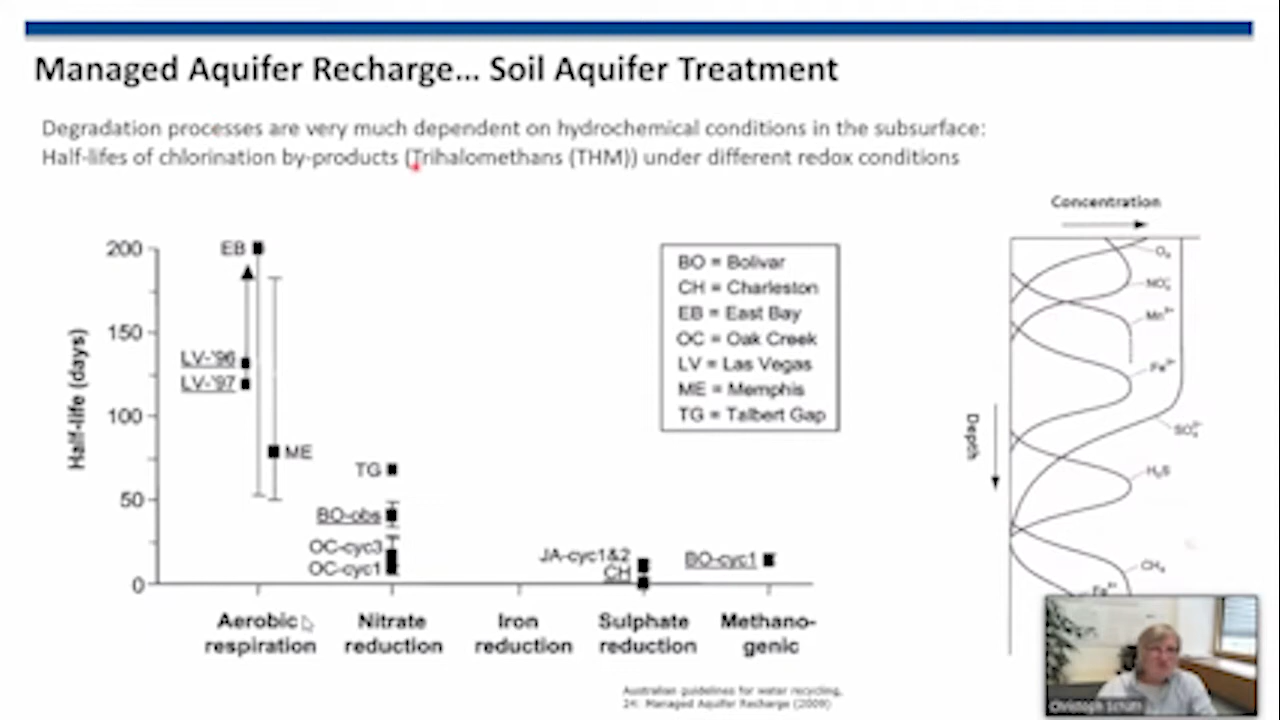 Managed Aquifer Recharge... Soil Aquifer Treatment
Degradation processes are very much dependent on hydrochemical conditions in the subsurface:
Half-lifes of chlorination by-products (Trihalomethans (THM)) under different redox conditions
Half-life (days)
200
150
100
50
0
EB
LV-'96
LV-'97
ME
TG
BO-obs
OC-cyc3
OC-cyc1
JA-cyc1&2
CH
BO-cyc1
Aerobic
respiration
Nitrate
reduction
Iron
reduction
Sulphate
reduction
Methano-
genic
BO = Bolivar
CH = Charleston
EB = East Bay
OC = Oak Creek
LV = Las Vegas
ME = Memphis
TG = Talbert Gap
Concentration
Depth
O₂
NO₃⁻
Mn²⁺
Fe²⁺
SO₄²⁻
H₂S
CH₄
Fe²⁺
Australian guidelines for water recycling,
24: Managed Aquifer Recharge (2009)
Christoph